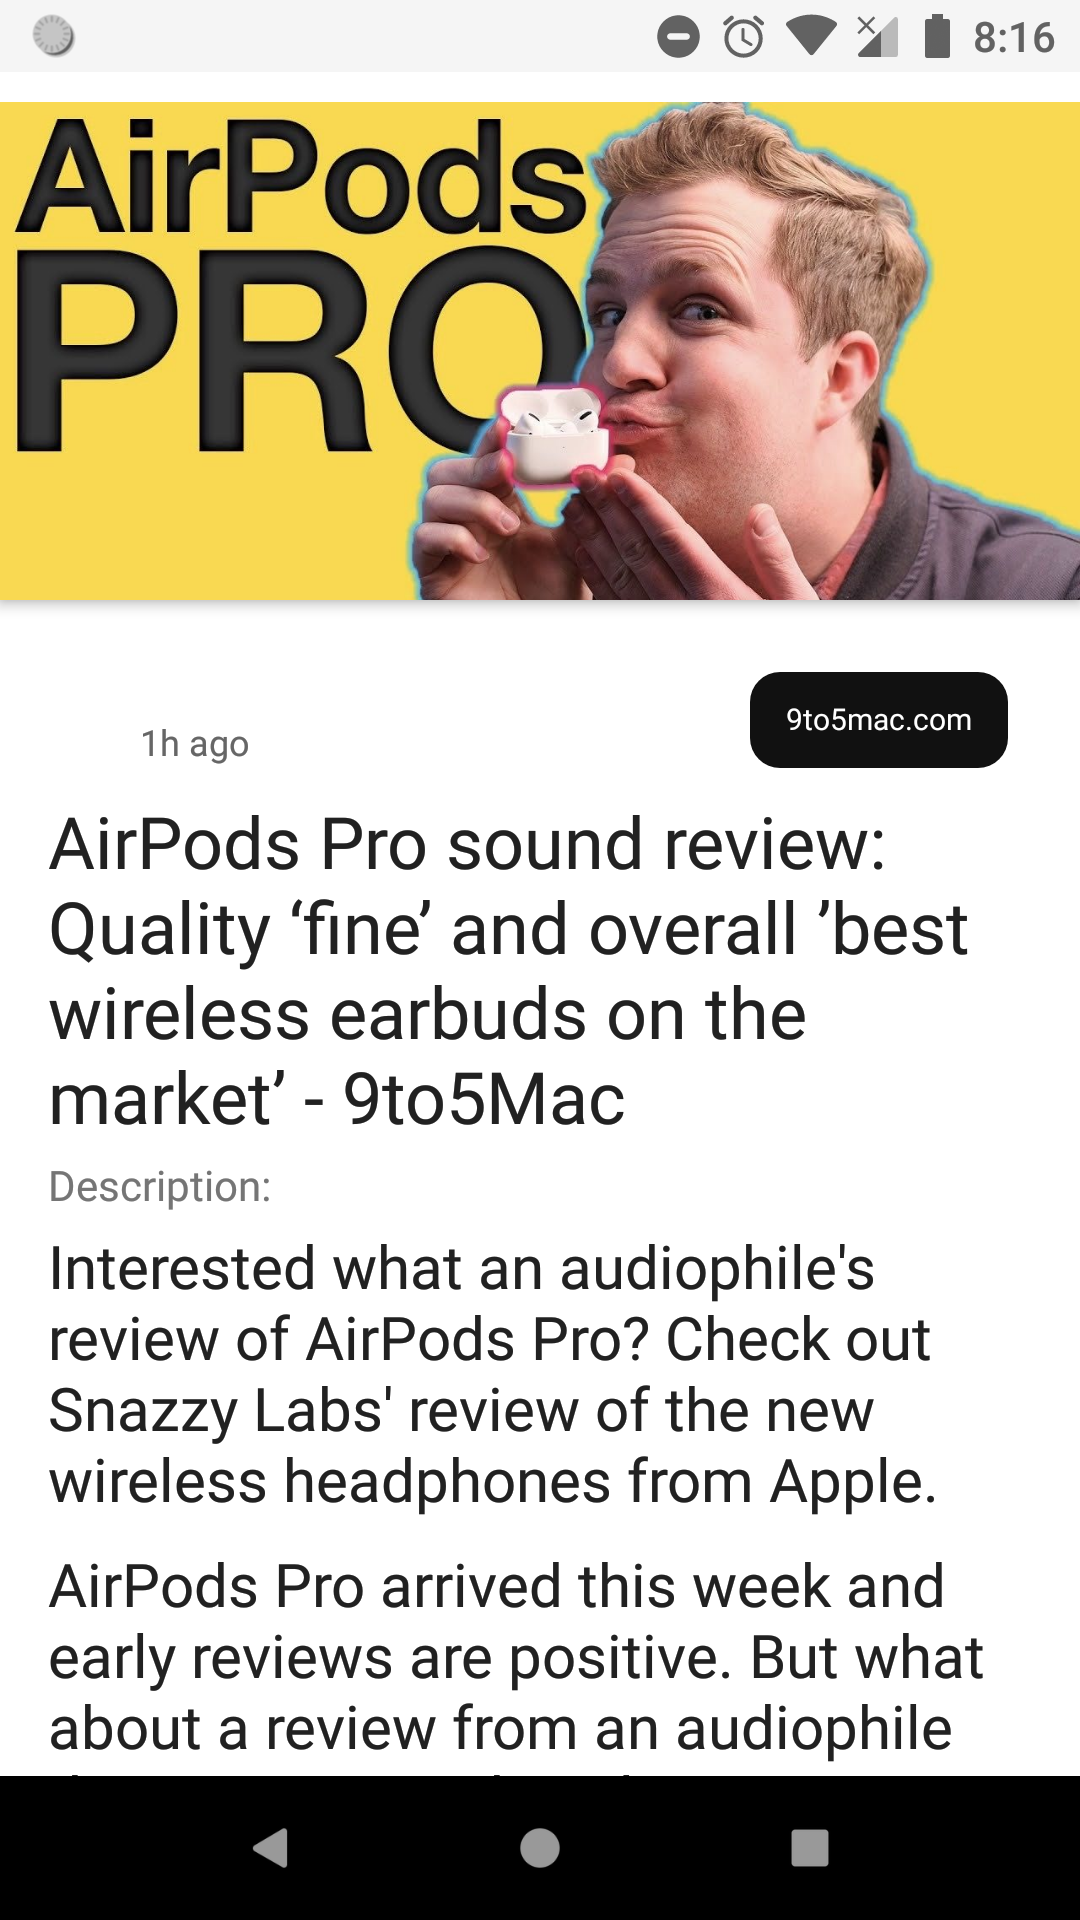 8:16
AirPods
PRO
1h ago
9to5mac.com
AirPods Pro sound review:
Quality ‘fine’ and overall ’best
wireless earbuds on the
market’ - 9to5Mac
Description:
Interested what an audiophile's
review of AirPods Pro? Check out
Snazzy Labs' review of the new
wireless headphones from Apple.
AirPods Pro arrived this week and
early reviews are positive. But what
about a review from an audiophile